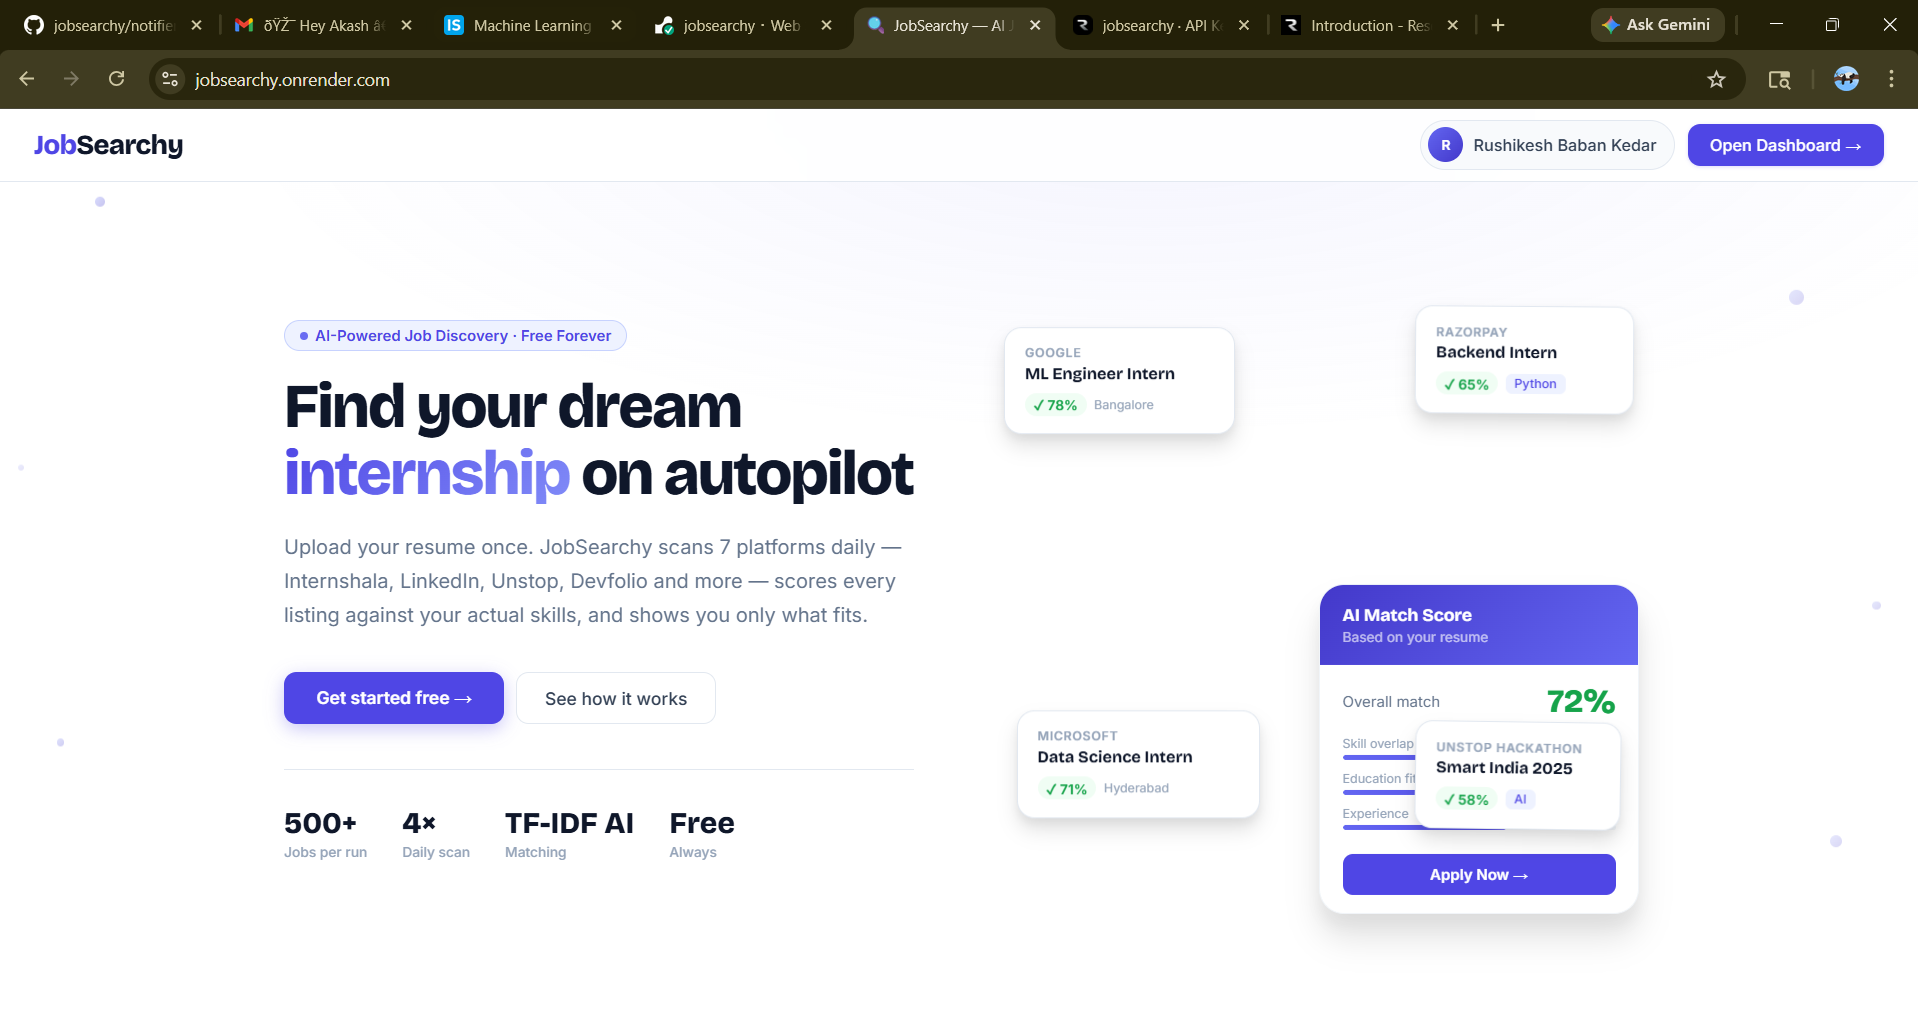 jobsearchy/notifie
ðŸŽ¯ Hey Akash â€
IS Machine Learning
jobsearchy · Web
JobSearchy — AI J
jobsearchy · API Ke
Introduction - Res
Ask Gemini
jobsearchy.onrender.com
JobSearchy
R
Rushikesh Baban Kedar
Open Dashboard →
AI-Powered Job Discovery · Free Forever
Find your dream
internship on autopilot
Upload your resume once. JobSearchy scans 7 platforms daily —
Internshala, LinkedIn, Unstop, Devfolio and more — scores every
listing against your actual skills, and shows you only what fits.
Get started free →
See how it works
500+
Jobs per run
4×
Daily scan
TF-IDF AI
Matching
Free
Always
GOOGLE
ML Engineer Intern
✓ 78% Bangalore
RAZORPAY
Backend Intern
✓ 65% Python
MICROSOFT
Data Science Intern
✓ 71% Hyderabad
AI Match Score
Based on your resume
Overall match 72%
Skill overlap
Education fit
Experience
UNSTOP HACKATHON
Smart India 2025
✓ 58% AI
Apply Now →